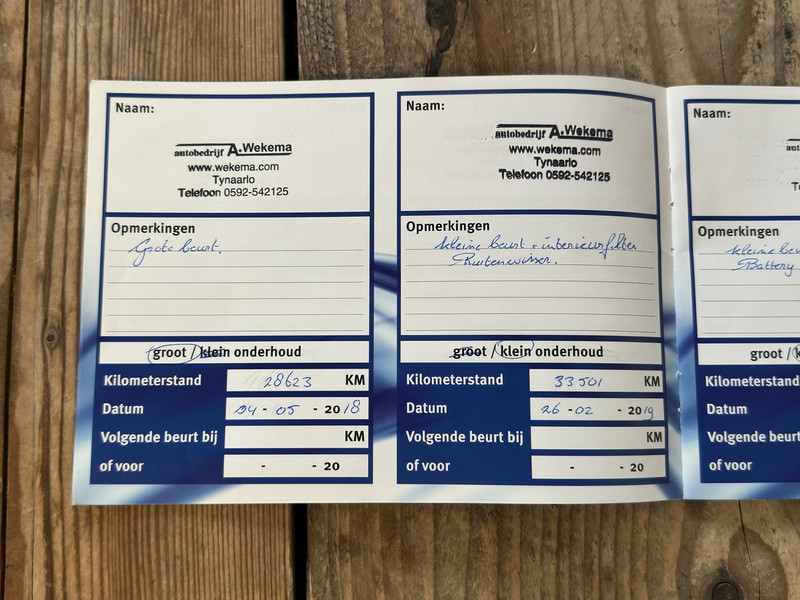 Naam:
autobedrijf A. Wekema
www.wekema.com
Tynaarlo
Telefoon 0592-542125
Opmerkingen
Grote beurt.
groot / klein onderhoud
Kilometerstand 28623 KM
Datum 04 - 05 - 2018
Volgende beurt bij KM
of voor - - 20
Naam:
autobedrijf A. Wekema
www.wekema.com
Tynaarlo
Telefoon 0592-542125
Opmerkingen
kleine beurt + interieurfilter
Ruitenwisser.
groot / klein onderhoud
Kilometerstand 33501 KM
Datum 26 - 02 - 2019
Volgende beurt bij KM
of voor - - 20
Naam:
Opmerkingen
kleine
Battery
groot /
Kilometerstand
Datum
Volgende beurt
of voor